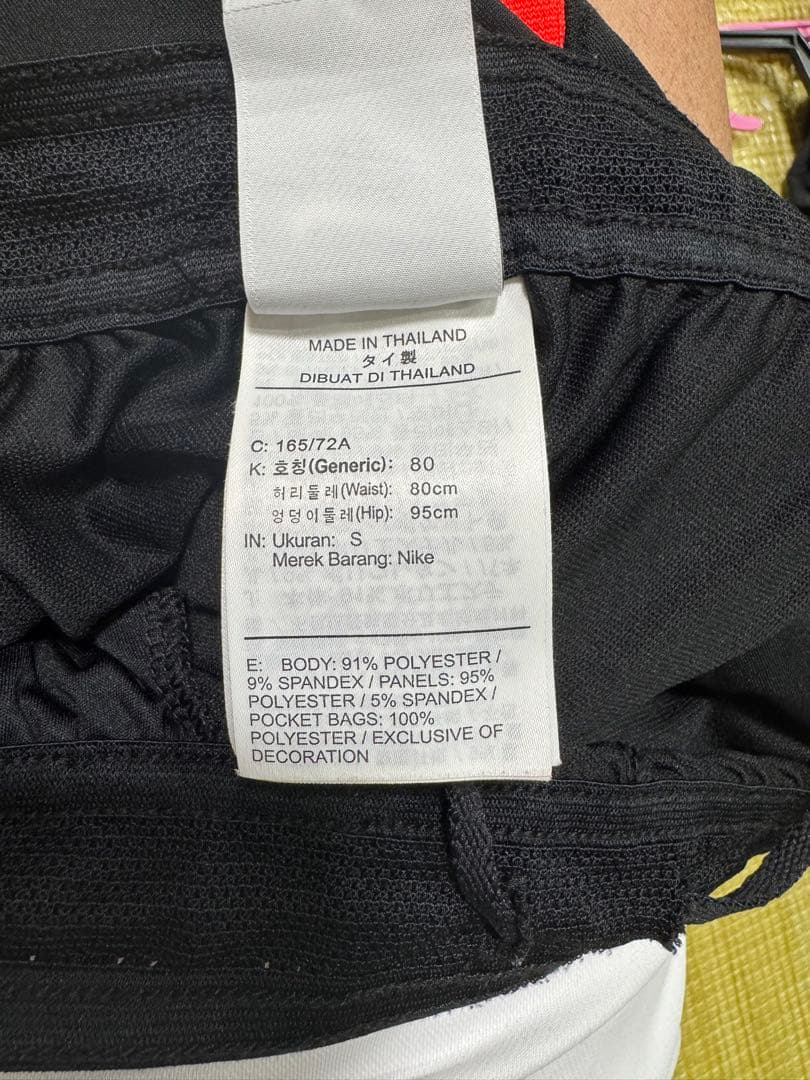 MADE IN THAILAND
タイ製
DIBUAT DI THAILAND
C: 165/72A
K: 호칭(Generic): 80
허리둘레(Waist): 80cm
엉덩이둘레(Hip): 95cm
IN: Ukuran: S
Merek Barang: Nike
E: BODY: 91% POLYESTER /
9% SPANDEX / PANELS: 95%
POLYESTER / 5% SPANDEX /
POCKET BAGS: 100%
POLYESTER / EXCLUSIVE OF
DECORATION